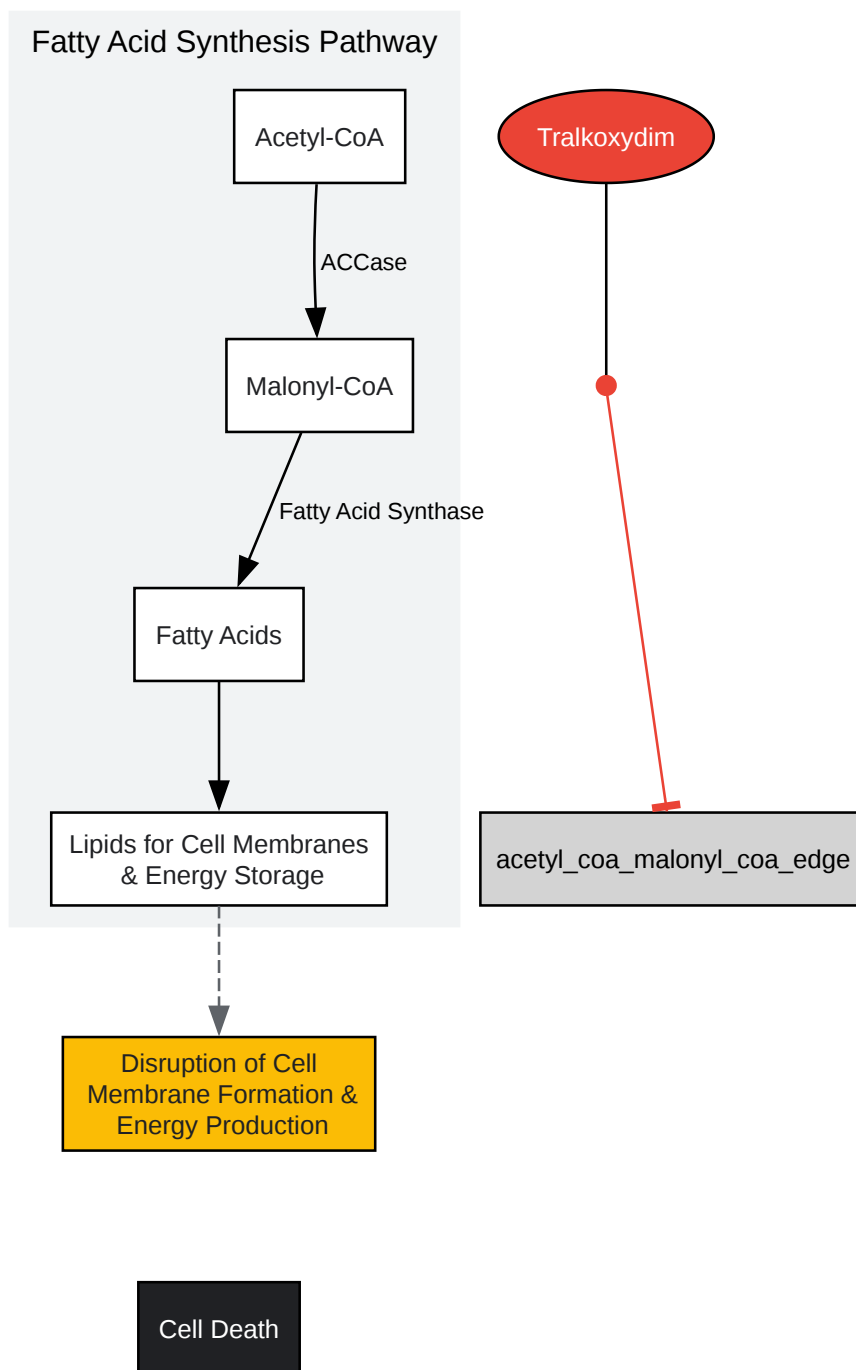 Fatty Acid Synthesis Pathway
Acetyl-CoA
Tralkoxydim
ACCase
Malonyl-CoA
Fatty Acid Synthase
Fatty Acids
Lipids for Cell Membranes
& Energy Storage
acetyl_coa_malonyl_coa_edge
Disruption of Cell
Membrane Formation &
Energy Production
Cell Death